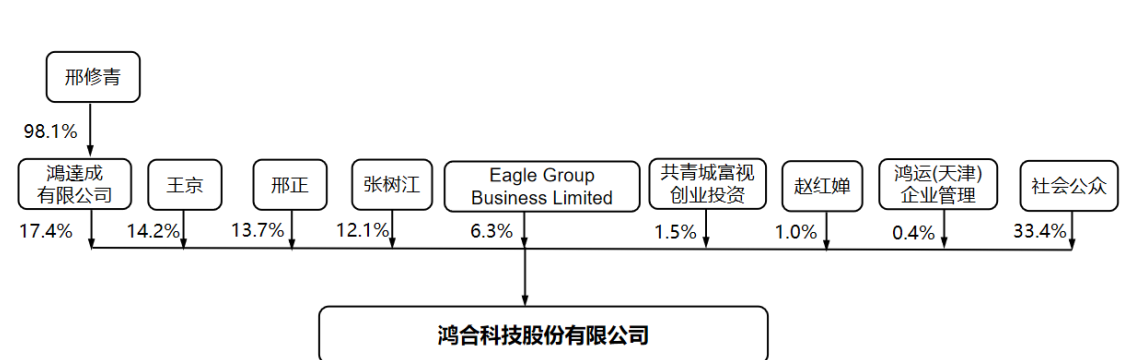 邢修青
98.1%
鴻達成
有限公司
王京
邢正
张树江
Eagle Group
Business Limited
共青城富视
创业投资
赵红婵
鸿运(天津)
企业管理
社会公众
17.4%
14.2%
13.7%
12.1%
6.3%
1.5%
1.0%
0.4%
33.4%
鸿合科技股份有限公司